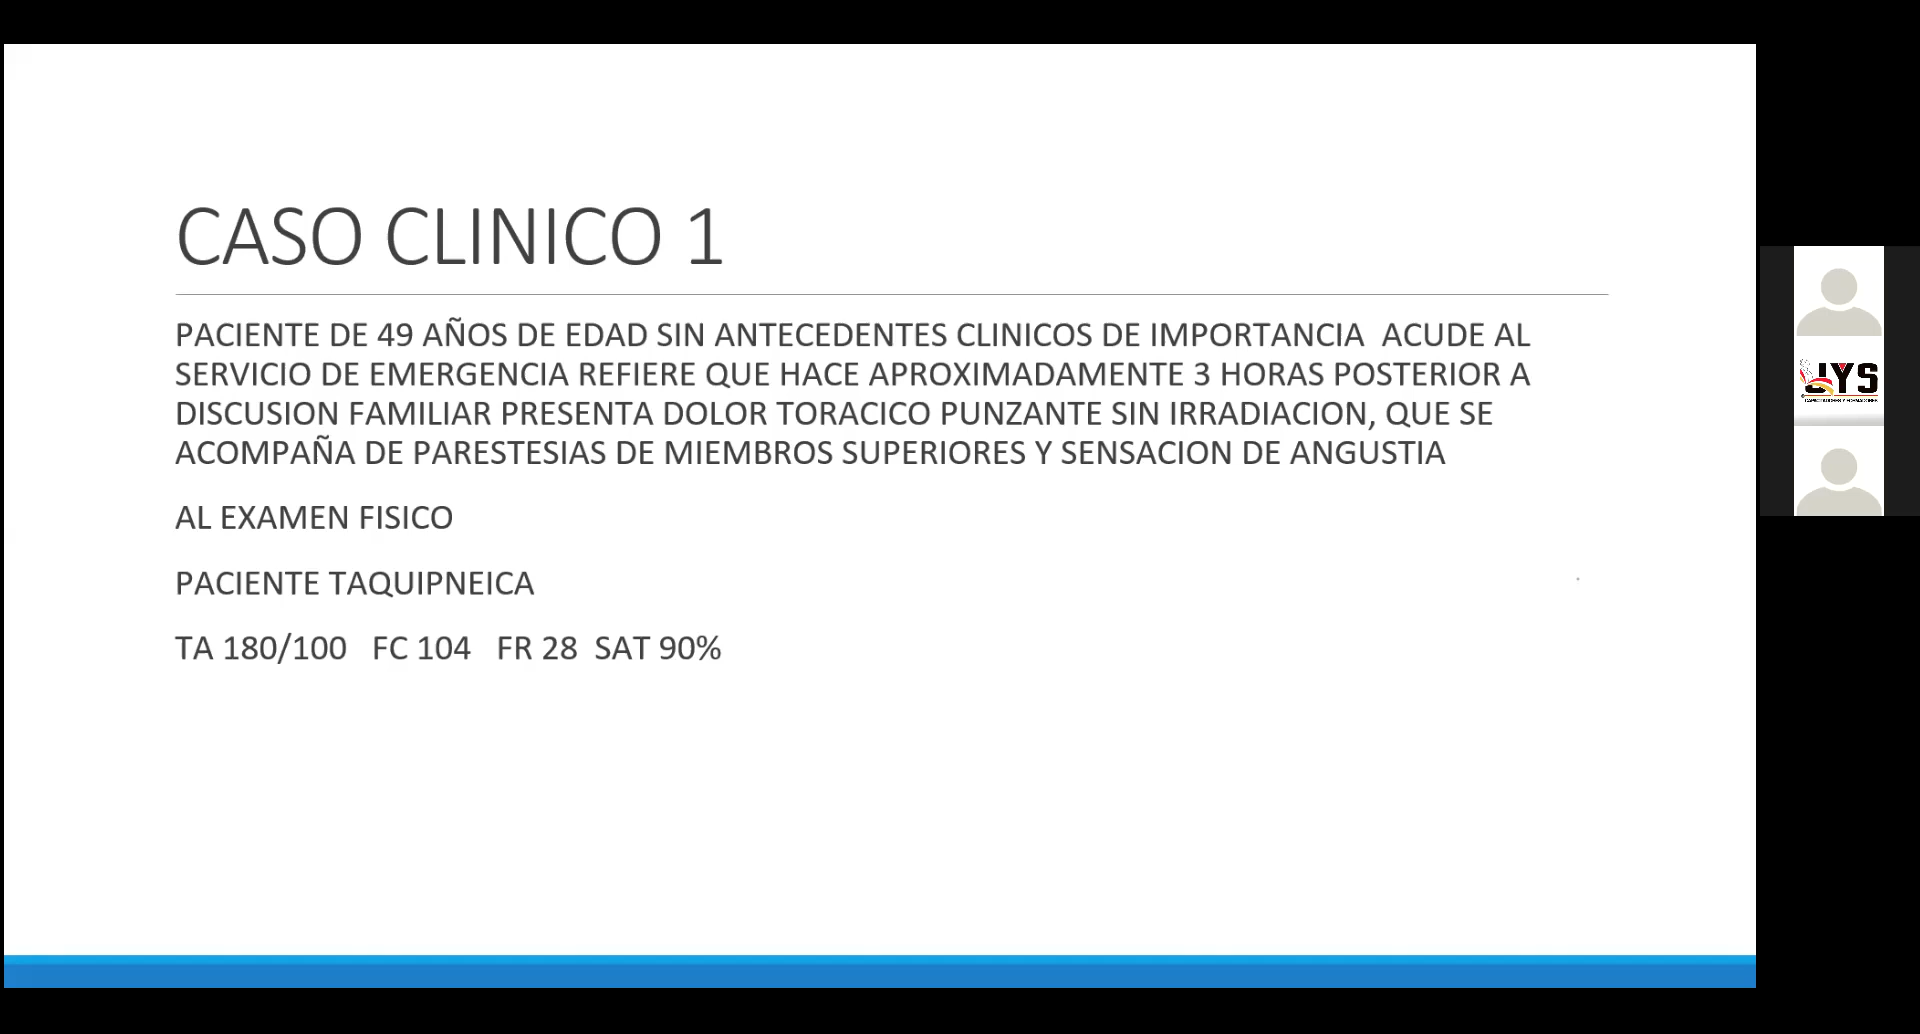 CASO CLINICO 1
PACIENTE DE 49 AÑOS DE EDAD SIN ANTECEDENTES CLINICOS DE IMPORTANCIA ACUDE AL
SERVICIO DE EMERGENCIA REFIERE QUE HACE APROXIMADAMENTE 3 HORAS POSTERIOR A
DISCUSION FAMILIAR PRESENTA DOLOR TORACICO PUNZANTE SIN IRRADIACION, QUE SE
ACOMPAÑA DE PARESTESIAS DE MIEMBROS SUPERIORES Y SENSACION DE ANGUSTIA
AL EXAMEN FISICO
PACIENTE TAQUIPNEICA
TA 180/100 FC 104 FR 28 SAT 90%
JYS